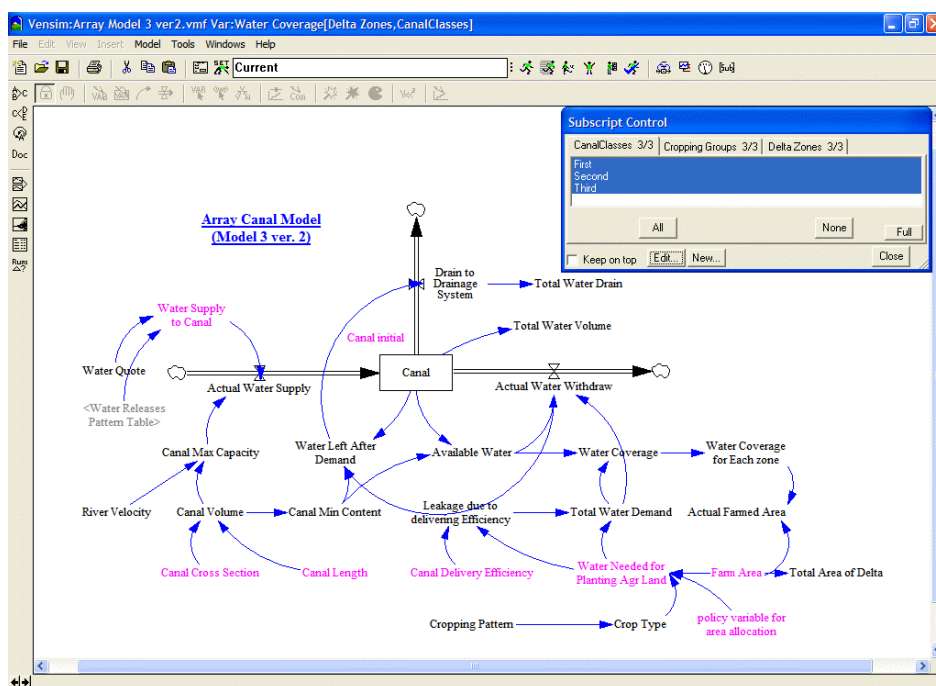 Vensim:Array Model 3 ver2.vmf Var:Water Coverage[Delta Zones,CanalClasses]
File Edit View Insert Model Tools Windows Help
SET Current
VAB
Com
Doc
Runs
Subscript Control
CanalClasses 3/3 Cropping Groups 3/3 Delta Zones 3/3
First
Second
Third
All None Full
Keep on top Edit... New... Close
Array Canal Model
(Model 3 ver. 2)
Drain to
Drainage
System
Total Water Drain
Water Supply
to Canal
Canal initial
Total Water Volume
Water Quote
Actual Water Supply
Canal
Actual Water Withdraw
<Water Releases
Pattern Table>
Canal Max Capacity
Water Left After
Demand
Available Water
Water Coverage
Water Coverage
for Each zone
River Velocity
Canal Volume
Canal Min Content
Leakage due to
delivering Efficiency
Total Water Demand
Actual Farmed Area
Canal Cross Section
Canal Length
Canal Delivery Efficiency
Water Needed for
Planting Agr Land
Farm Area
Total Area of Delta
Cropping Pattern
Crop Type
policy variable for
area allocation